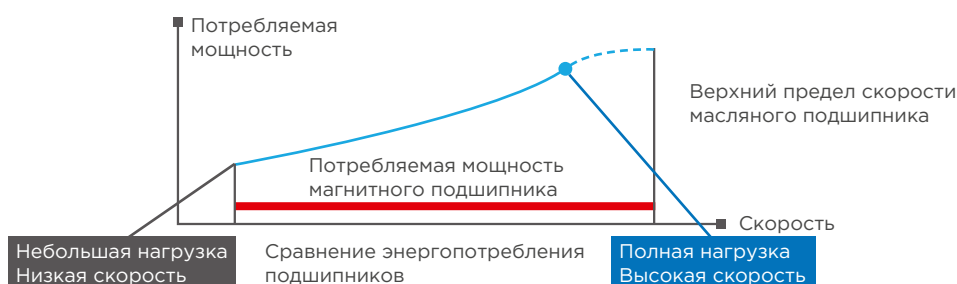 Потребляемая
мощность
Верхний предел скорости
масляного подшипника
Потребляемая мощность
магнитного подшипника
Скорость
Небольшая нагрузка
Низкая скорость
Сравнение энергопотребления
подшипников
Полная нагрузка
Высокая скорость